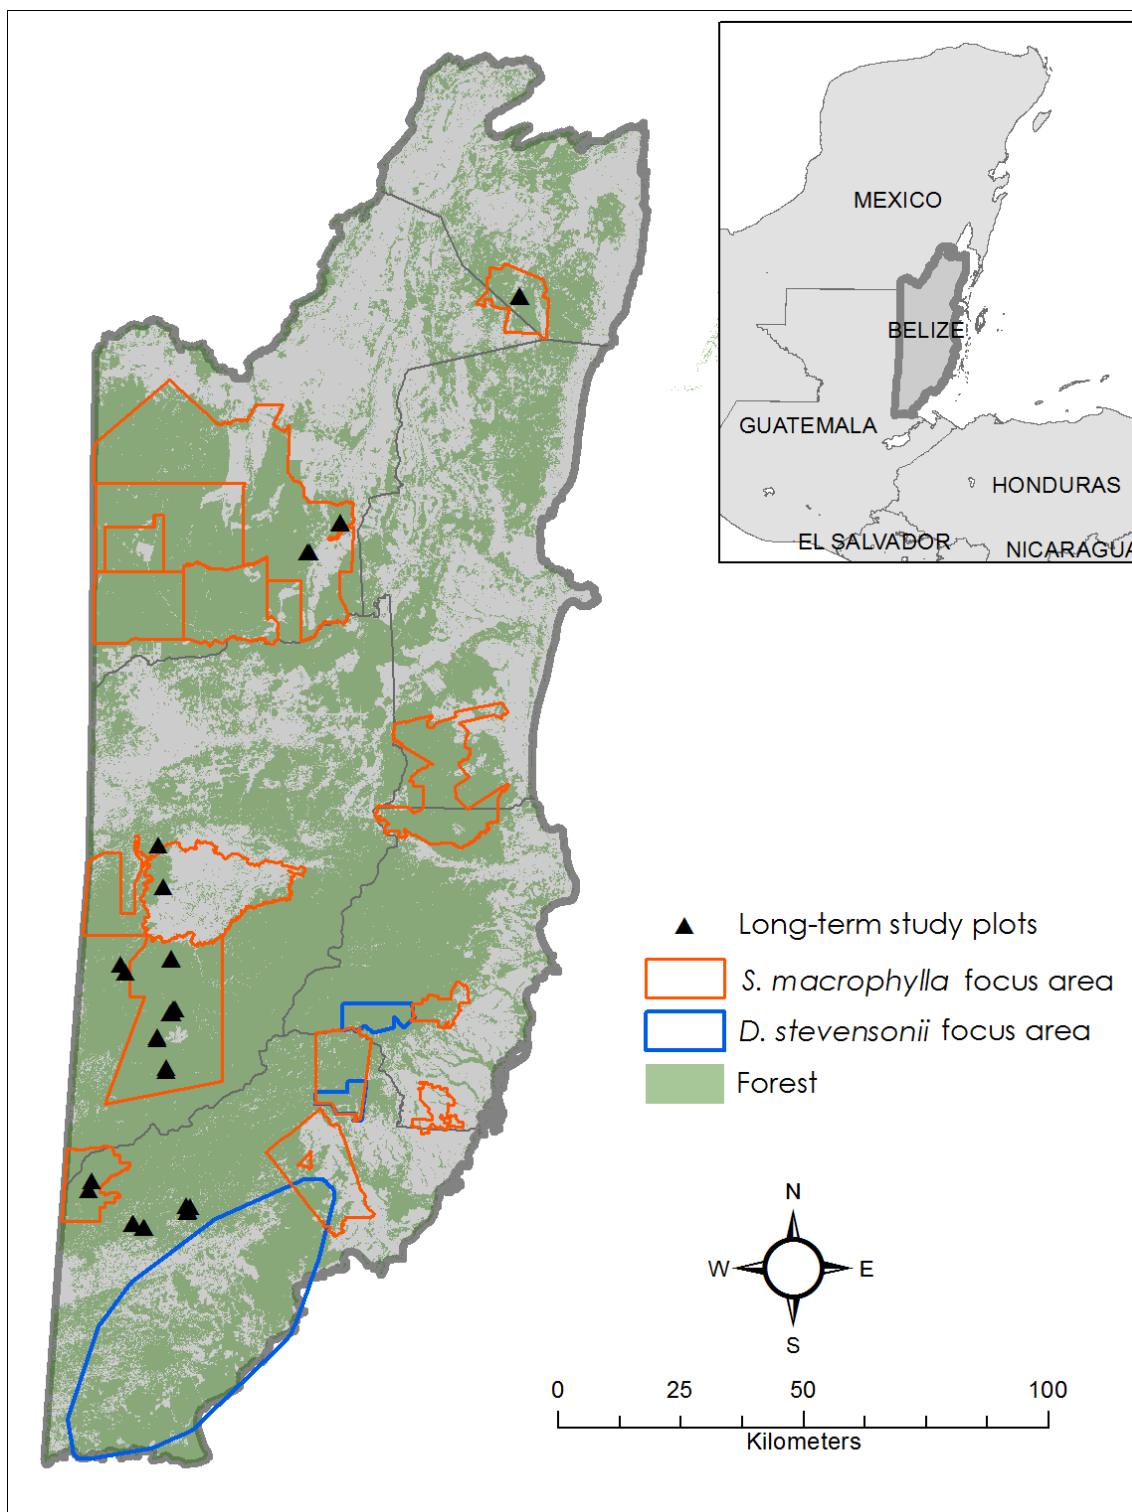 MEXICO
BELIZE
GUATEMALA
HONDURAS
EL SALVADOR
NICARAGUA
Long-term study plots
S. macrophylla focus area
D. stevensonii focus area
Forest
N
W E
S
0 25 50 100
Kilometers